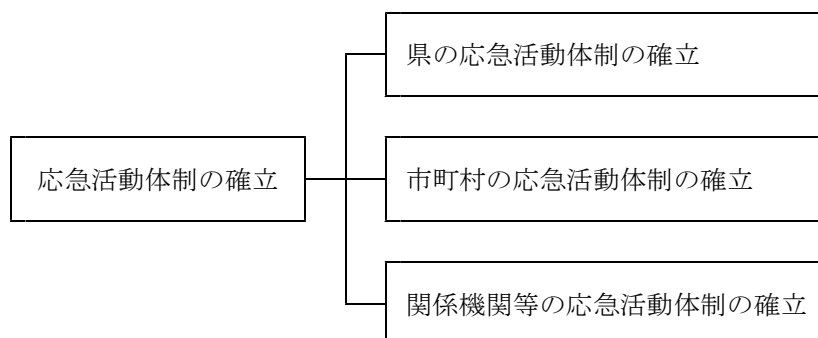 県の応急活動体制の確立
応急活動体制の確立
市町村の応急活動体制の確立
関係機関等の応急活動体制の確立